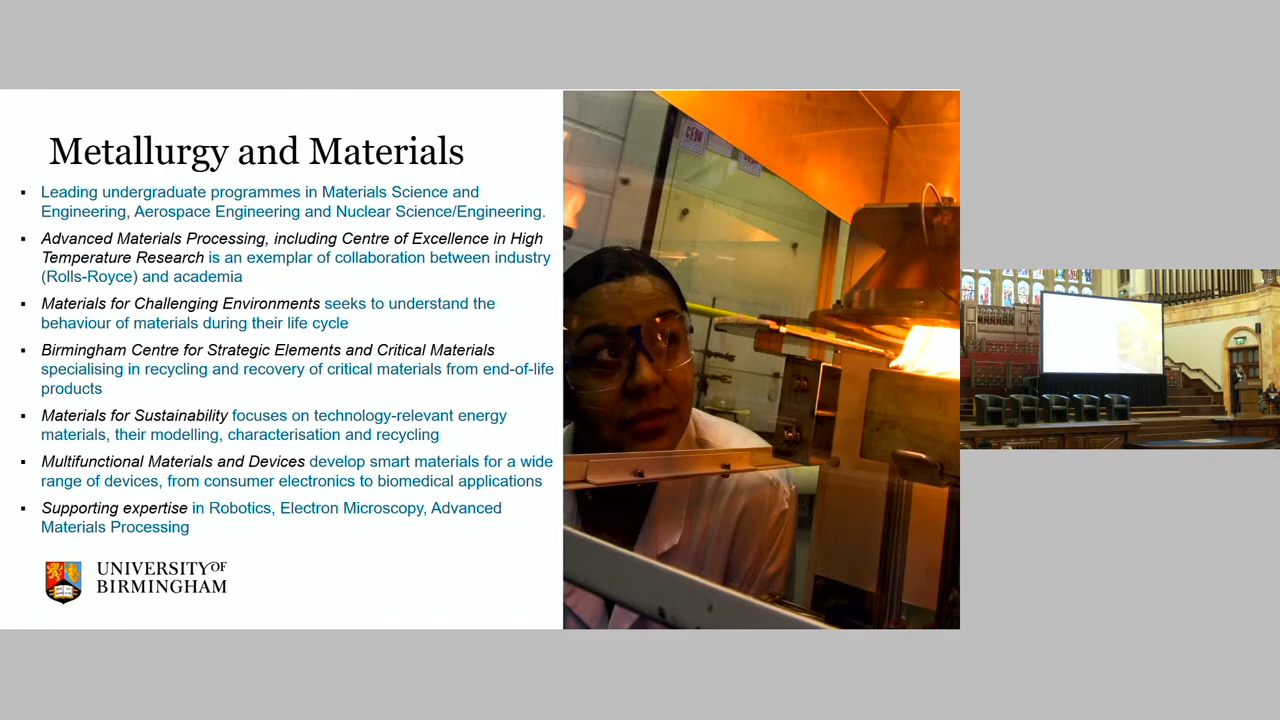 Metallurgy and Materials
▪ Leading undergraduate programmes in Materials Science and
Engineering, Aerospace Engineering and Nuclear Science/Engineering.
▪ Advanced Materials Processing, including Centre of Excellence in High
Temperature Research is an exemplar of collaboration between industry
(Rolls-Royce) and academia
▪ Materials for Challenging Environments seeks to understand the
behaviour of materials during their life cycle
▪ Birmingham Centre for Strategic Elements and Critical Materials
specialising in recycling and recovery of critical materials from end-of-life
products
▪ Materials for Sustainability focuses on technology-relevant energy
materials, their modelling, characterisation and recycling
▪ Multifunctional Materials and Devices develop smart materials for a wide
range of devices, from consumer electronics to biomedical applications
▪ Supporting expertise in Robotics, Electron Microscopy, Advanced
Materials Processing
UNIVERSITY OF
BIRMINGHAM